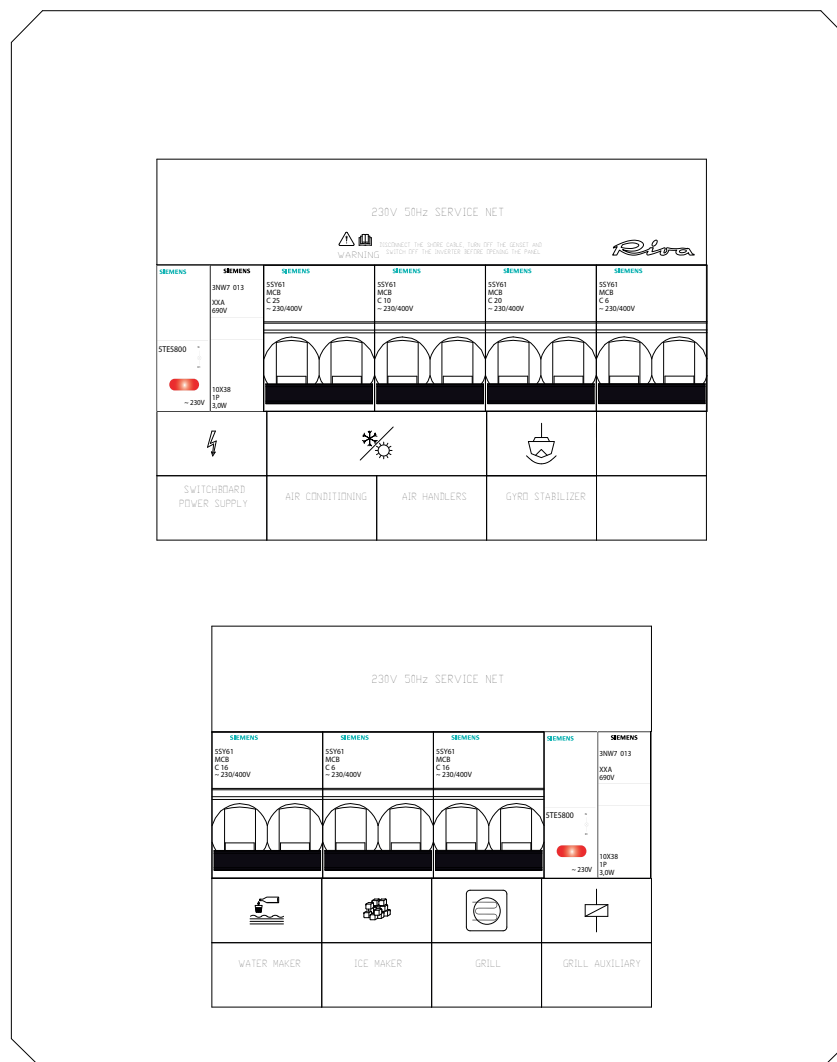 230V 50Hz SERVICE NET
WARNING
DISCONNECT THE SHORE CABLE, TURN OFF THE GENSET AND
SWITCH OFF THE INVERTER BEFORE OPENING THE PANEL
Riva
SIEMENS
5TE5800
~ 230V
SIEMENS
3NW7 013
XXA
690V
10X38
1P
3,0W
SIEMENS
5SY61
MCB
C 25
~ 230/400V
SIEMENS
5SY61
MCB
C 10
~ 230/400V
SIEMENS
5SY61
MCB
C 20
~ 230/400V
SIEMENS
5SY61
MCB
C 6
~ 230/400V
SWITCHBOARD
POWER SUPPLY
AIR CONDITIONING
AIR HANDLERS
GYRO STABILIZER
230V 50Hz SERVICE NET
SIEMENS
5SY61
MCB
C 16
~ 230/400V
SIEMENS
5SY61
MCB
C 6
~ 230/400V
SIEMENS
5SY61
MCB
C 16
~ 230/400V
SIEMENS
5TE5800
~ 230V
SIEMENS
3NW7 013
XXA
690V
10X38
1P
3,0W
WATER MAKER
ICE MAKER
GRILL
GRILL AUXILIARY